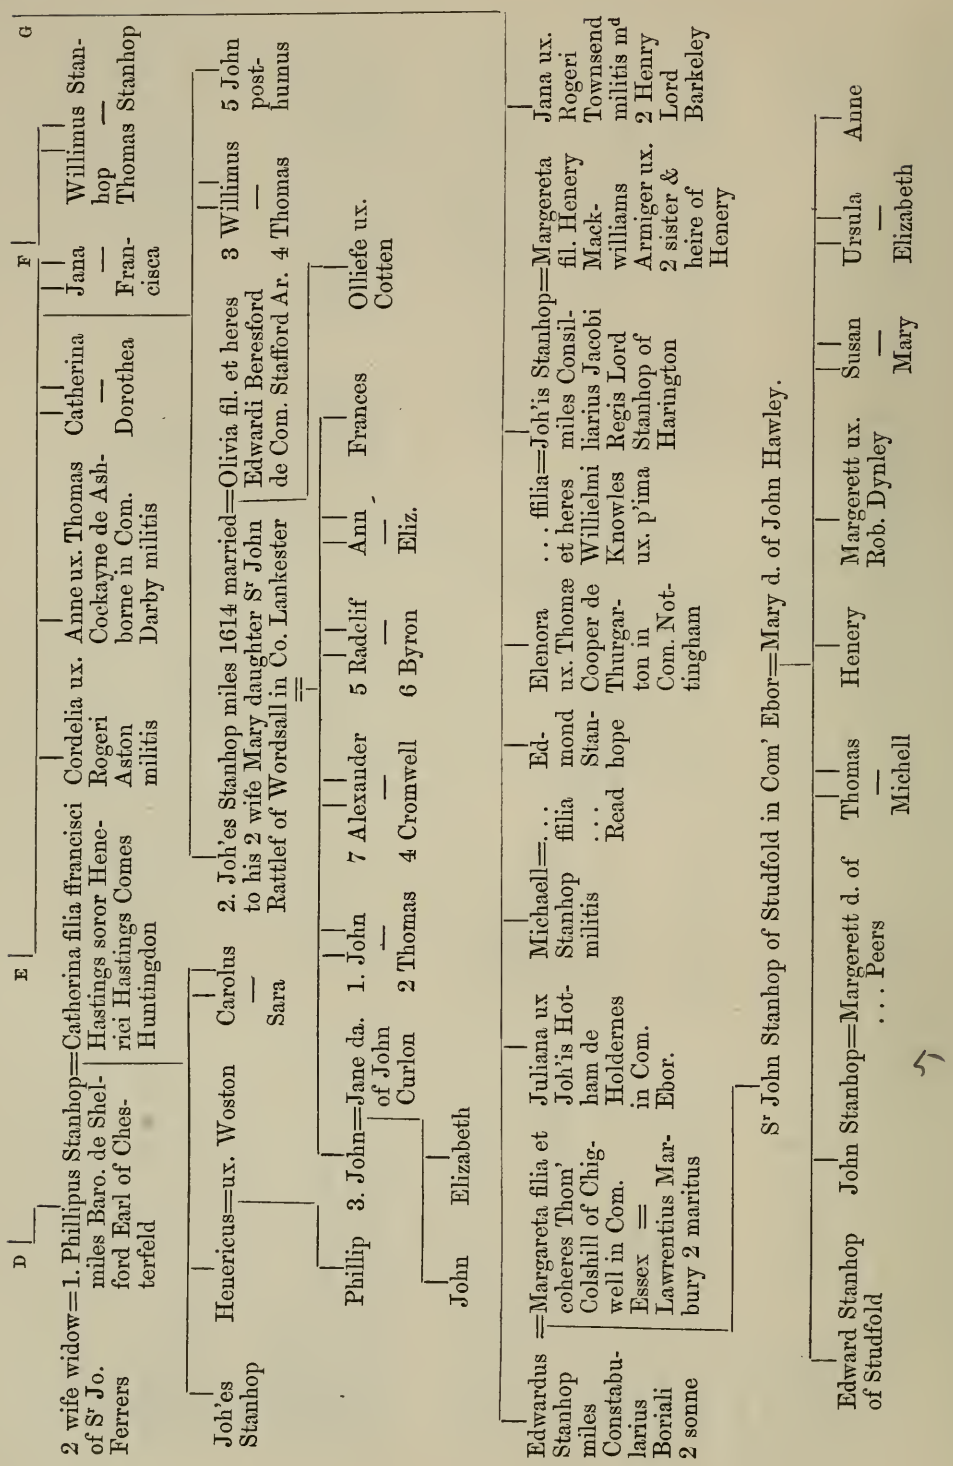 D
E
F
G
2 wife widow=1. Phillipus Stanhop=Catherina filia ffrancisci
of Sʳ Jo.
Ferrers
miles Baro. de Shel-
ford Earl of Ches-
terfeld
Hastings soror Hene-
rici Hastings Comes
Huntingdon
Cordelia ux.
Rogeri
Aston
militis
Anne ux. Thomas
Cockayne de Ash-
borne in Com.
Darby militis
Catherina
—
Dorothea
Jana
—
Fran-
cisca
Willimus Stan-
hop —
Thomas Stanhop
Joh'es
Stanhop
Henericus=ux. Woston
Carolus
—
Sara
2. Joh'es Stanhop miles 1614 married=Olivia fil. et heres
to his 2 wife Mary daughter Sʳ John
Rattlef of Wordsall in Co. Lankester
=
Edwardi Beresford
de Com. Stafford Ar.
3 Willimus
—
4 Thomas
5 John
post-
humus
Phillip
3. John=Jane da.
of John
Curlon
1. John
—
2 Thomas
7 Alexander
—
4 Cromwell
5 Radclif
—
6 Byron
Ann
—
Eliz.
Frances
Olliefe ux.
Cotten
John
Elizabeth
Edwardus
Stanhop
miles
Constabu-
larius
Boriali
2 sonne
=Margareta filia et
coheres Thom'
Colshill of Chig-
well in Com.
Essex =
Lawrentius Mar-
bury 2 maritus
Juliana ux
Joh'is Hot-
ham de
Holdernes
in Com.
Ebor.
Michaell=....
Stanhop
militis
ffilia
...
Read
Ed-
mond
Stan-
hope
Elenora
ux. Thomæ
Cooper de
Thurgar-
ton in
Com. Not-
tingham
... ffilia=Joh'is Stanhop=Margereta
et heres
Willielmi
Knowles
ux. p'ima
miles Consil-
liarius Jacobi
Regis Lord
Stanhop of
Harington
fil. Henery
Mack-
williams
Armiger ux.
2 sister &
heire of
Henery
Jana ux.
Rogeri
Townsend
militis mᵈ
2 Henry
Lord
Barkeley
Sʳ John Stanhop of Studfold in Com' Ebor=Mary d. of John Hawley.
Edward Stanhop
of Studfold
John Stanhop=Margerett d. of
.... Peers
Thomas
—
Michell
Henery
Margerett ux.
Rob. Dynley
Susan
—
Mary
Ursula
—
Elizabeth
Anne
5